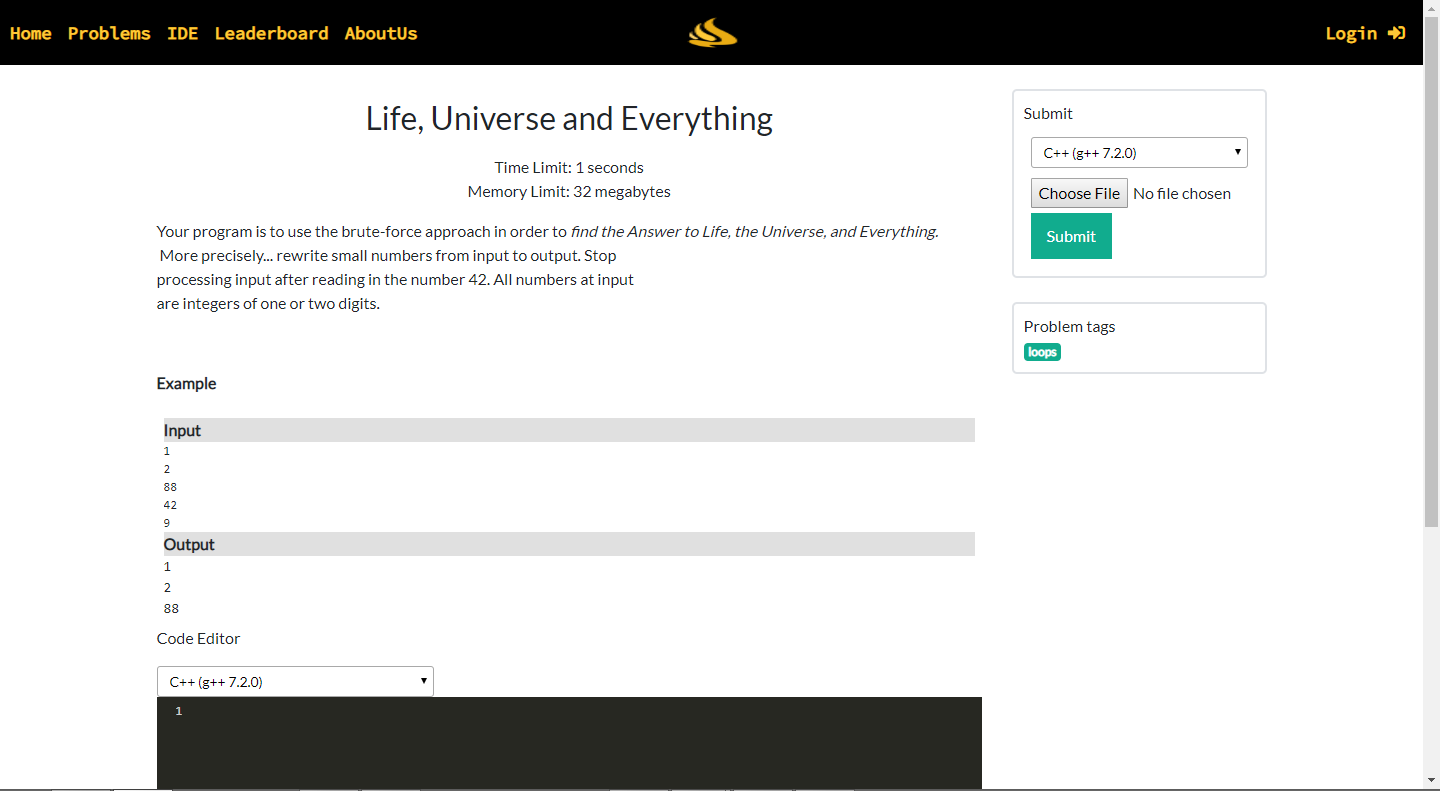 Home Problems IDE Leaderboard AboutUs Login
Life, Universe and Everything
Time Limit: 1 seconds
Memory Limit: 32 megabytes
Your program is to use the brute-force approach in order to find the Answer to Life, the Universe, and Everything.
More precisely... rewrite small numbers from input to output. Stop
processing input after reading in the number 42. All numbers at input
are integers of one or two digits.
Example
Input
1
2
88
42
9
Output
1
2
88
Code Editor
C++ (g++ 7.2.0)
1
Submit
C++ (g++ 7.2.0)
Choose File No file chosen
Submit
Problem tags
loops